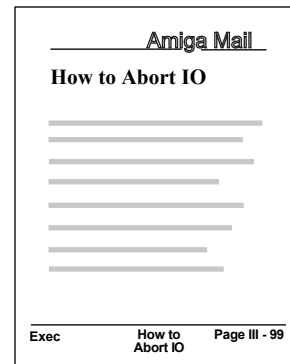 Amiga Mail
How to Abort IO
Exec How to Abort IO Page III - 99